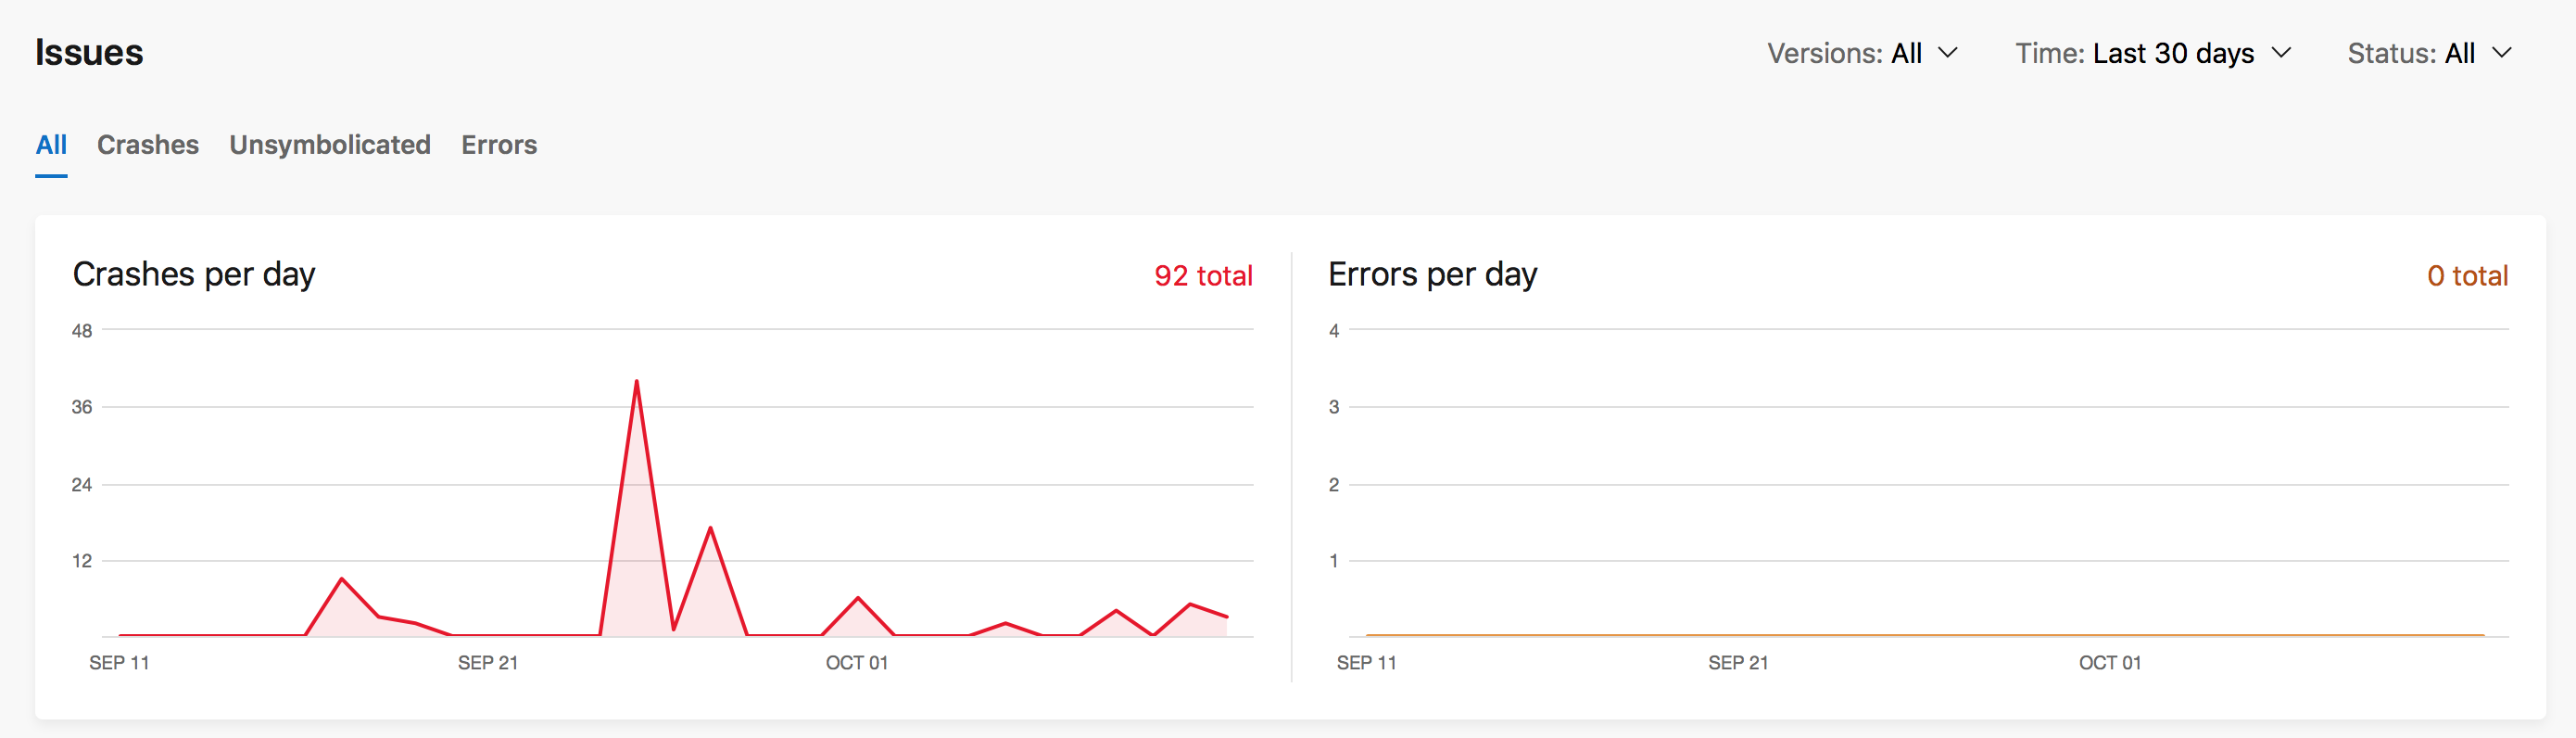 Issues
Versions: All
Time: Last 30 days
Status: All
All
Crashes
Unsymbolicated
Errors
Crashes per day
92 total
48
36
24
12
SEP 11
SEP 21
OCT 01
Errors per day
0 total
4
3
2
1
SEP 11
SEP 21
OCT 01